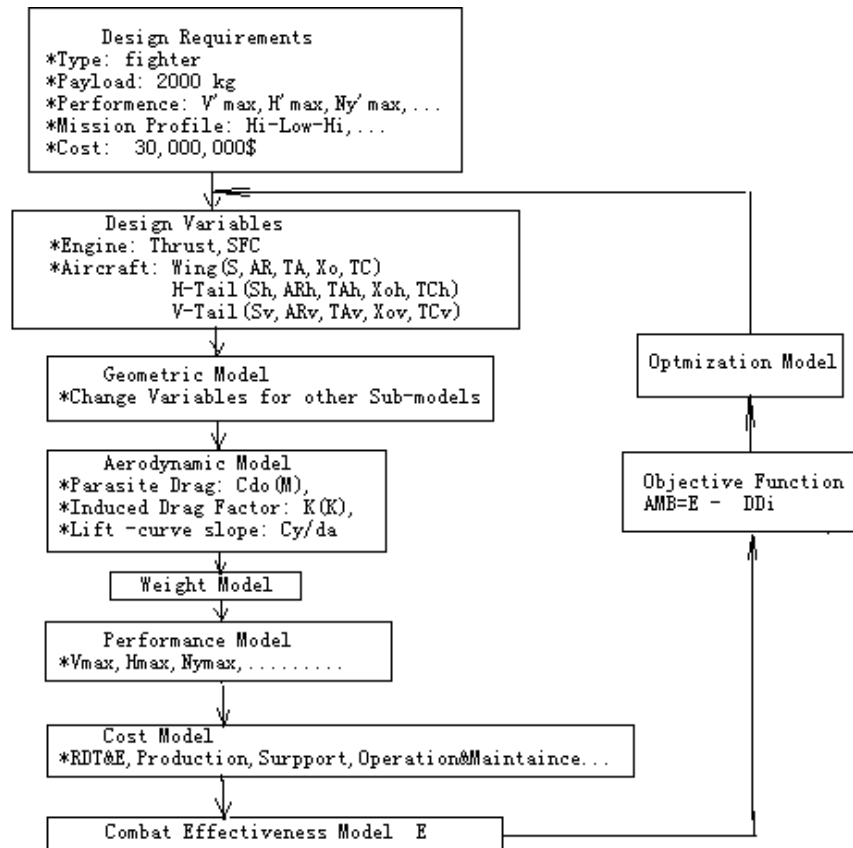 Design Requirements
*Type: fighter
*Payload: 2000 kg
*Performence: V'max, H'max, Ny'max, ...
*Mission Profile: Hi-Low-Hi, ...
*Cost: 30,000,000$
Design Variables
*Engine: Thrust, SFC
*Aircraft: Wing(S, AR, TA, Xo, TC)
H-Tail(Sh, ARh, TAh, Xoh, TCh)
V-Tail(Sv, ARv, TAv, Xov, TCv)
Geometric Model
*Change Variables for other Sub-models
Aerodynamic Model
*Parasite Drag: Cdo(M),
*Induced Drag Factor: K(K),
*Lift -curve slope: Cy/da
Weight Model
Performance Model
*Vmax, Hmax, Nymax, .........
Cost Model
*RDT&E, Production, Surpport, Operation&Maintaince...
Combat Effectiveness Model E
Optmization Model
Objective Function
AMB=E - DDi